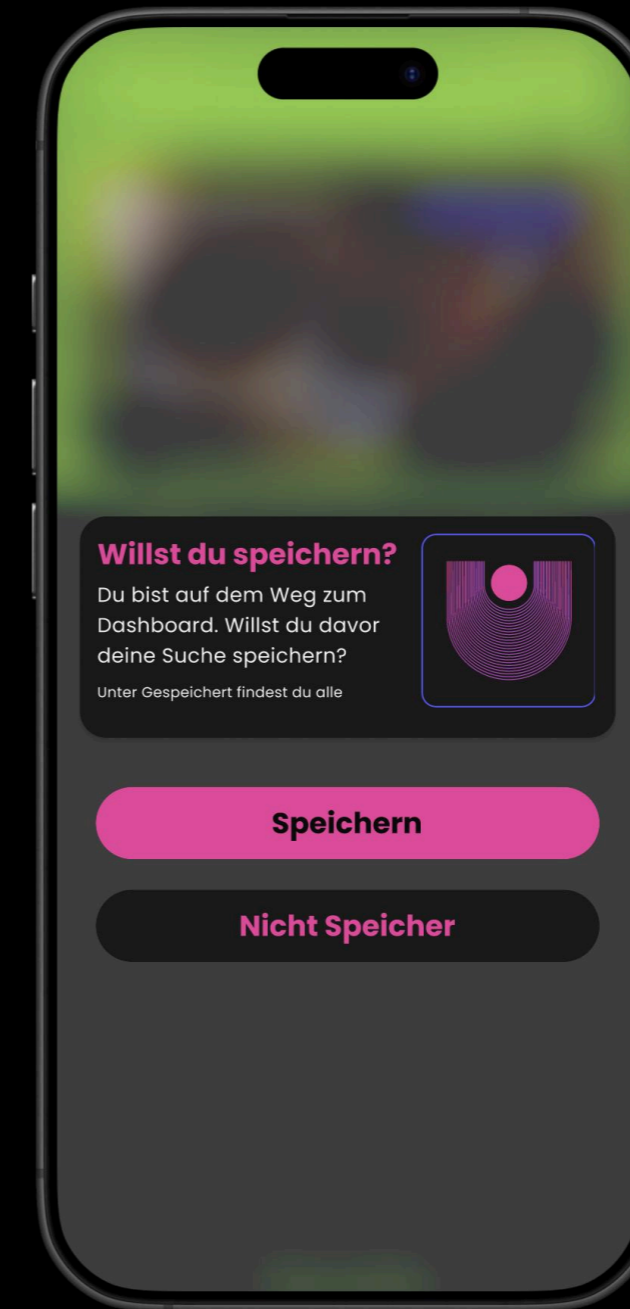 Willst du speichern?
Du bist auf dem Weg zum
Dashboard. Willst du davor
deine Suche speichern?
Unter Gespeichert findest du alle
Speichern
Nicht Speicher